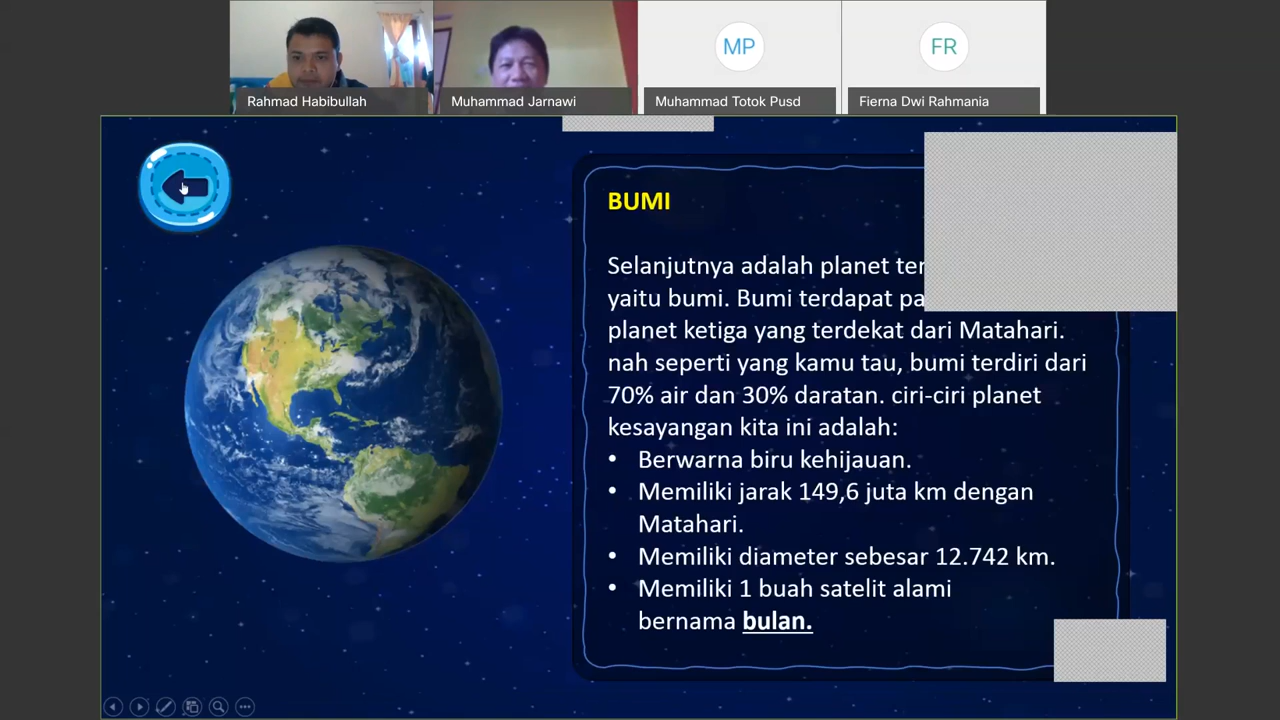 Rahmad Habibullah
Muhammad Jarnawi
MP
Muhammad Totok Pusd
FR
Fierna Dwi Rahmania
BUMI
Selanjutnya adalah planet
yaitu bumi. Bumi terdapat
planet ketiga yang terdekat dari Matahari.
nah seperti yang kamu tau, bumi terdiri dari
70% air dan 30% daratan. ciri-ciri planet
kesayangan kita ini adalah:
• Berwarna biru kehijauan.
• Memiliki jarak 149,6 juta km dengan
Matahari.
• Memiliki diameter sebesar 12.742 km.
• Memiliki 1 buah satelit alami
bernama bulan.